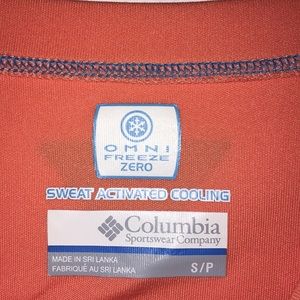 OMNI
FREEZE
ZERO
SWEAT ACTIVATED COOLING
Columbia
Sportswear Company
MADE IN SRI LANKA
FABRIQUÉ AU SRI LANKA
S/P